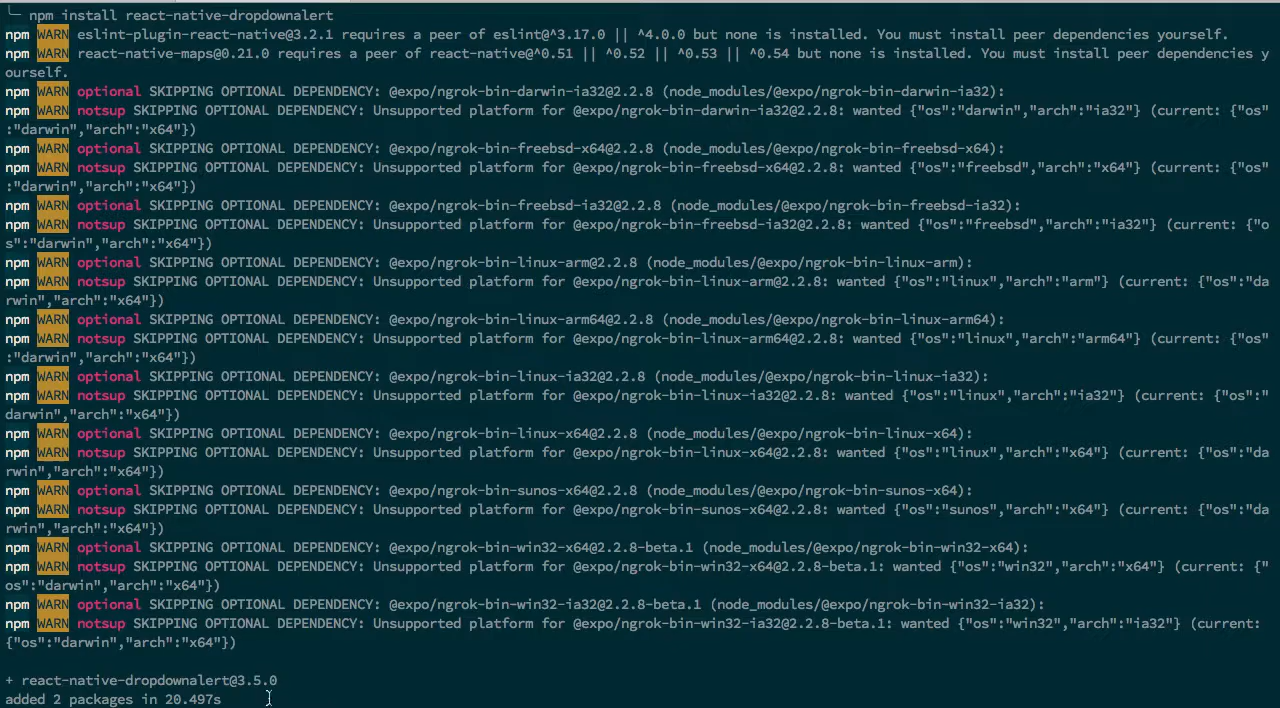 └─ npm install react-native-dropdownalert
npm WARN eslint-plugin-react-native@3.2.1 requires a peer of eslint@^3.17.0 || ^4.0.0 but none is installed. You must install peer dependencies yourself.
npm WARN react-native-maps@0.21.0 requires a peer of react-native@^0.51 || ^0.52 || ^0.53 || ^0.54 but none is installed. You must install peer dependencies y
ourself.
npm WARN optional SKIPPING OPTIONAL DEPENDENCY: @expo/ngrok-bin-darwin-ia32@2.2.8 (node_modules/@expo/ngrok-bin-darwin-ia32):
npm WARN notsup SKIPPING OPTIONAL DEPENDENCY: Unsupported platform for @expo/ngrok-bin-darwin-ia32@2.2.8: wanted {"os":"darwin","arch":"ia32"} (current: {"os"
:"darwin","arch":"x64"})
npm WARN optional SKIPPING OPTIONAL DEPENDENCY: @expo/ngrok-bin-freebsd-x64@2.2.8 (node_modules/@expo/ngrok-bin-freebsd-x64):
npm WARN notsup SKIPPING OPTIONAL DEPENDENCY: Unsupported platform for @expo/ngrok-bin-freebsd-x64@2.2.8: wanted {"os":"freebsd","arch":"x64"} (current: {"os"
:"darwin","arch":"x64"})
npm WARN optional SKIPPING OPTIONAL DEPENDENCY: @expo/ngrok-bin-freebsd-ia32@2.2.8 (node_modules/@expo/ngrok-bin-freebsd-ia32):
npm WARN notsup SKIPPING OPTIONAL DEPENDENCY: Unsupported platform for @expo/ngrok-bin-freebsd-ia32@2.2.8: wanted {"os":"freebsd","arch":"ia32"} (current: {"o
s":"darwin","arch":"x64"})
npm WARN optional SKIPPING OPTIONAL DEPENDENCY: @expo/ngrok-bin-linux-arm@2.2.8 (node_modules/@expo/ngrok-bin-linux-arm):
npm WARN notsup SKIPPING OPTIONAL DEPENDENCY: Unsupported platform for @expo/ngrok-bin-linux-arm@2.2.8: wanted {"os":"linux","arch":"arm"} (current: {"os":"da
rwin","arch":"x64"})
npm WARN optional SKIPPING OPTIONAL DEPENDENCY: @expo/ngrok-bin-linux-arm64@2.2.8 (node_modules/@expo/ngrok-bin-linux-arm64):
npm WARN notsup SKIPPING OPTIONAL DEPENDENCY: Unsupported platform for @expo/ngrok-bin-linux-arm64@2.2.8: wanted {"os":"linux","arch":"arm64"} (current: {"os"
:"darwin","arch":"x64"})
npm WARN optional SKIPPING OPTIONAL DEPENDENCY: @expo/ngrok-bin-linux-ia32@2.2.8 (node_modules/@expo/ngrok-bin-linux-ia32):
npm WARN notsup SKIPPING OPTIONAL DEPENDENCY: Unsupported platform for @expo/ngrok-bin-linux-ia32@2.2.8: wanted {"os":"linux","arch":"ia32"} (current: {"os":"
darwin","arch":"x64"})
npm WARN optional SKIPPING OPTIONAL DEPENDENCY: @expo/ngrok-bin-linux-x64@2.2.8 (node_modules/@expo/ngrok-bin-linux-x64):
npm WARN notsup SKIPPING OPTIONAL DEPENDENCY: Unsupported platform for @expo/ngrok-bin-linux-x64@2.2.8: wanted {"os":"linux","arch":"x64"} (current: {"os":"da
rwin","arch":"x64"})
npm WARN optional SKIPPING OPTIONAL DEPENDENCY: @expo/ngrok-bin-sunos-x64@2.2.8 (node_modules/@expo/ngrok-bin-sunos-x64):
npm WARN notsup SKIPPING OPTIONAL DEPENDENCY: Unsupported platform for @expo/ngrok-bin-sunos-x64@2.2.8: wanted {"os":"sunos","arch":"x64"} (current: {"os":"da
rwin","arch":"x64"})
npm WARN optional SKIPPING OPTIONAL DEPENDENCY: @expo/ngrok-bin-win32-x64@2.2.8-beta.1 (node_modules/@expo/ngrok-bin-win32-x64):
npm WARN notsup SKIPPING OPTIONAL DEPENDENCY: Unsupported platform for @expo/ngrok-bin-win32-x64@2.2.8-beta.1: wanted {"os":"win32","arch":"x64"} (current: {"
os":"darwin","arch":"x64"})
npm WARN optional SKIPPING OPTIONAL DEPENDENCY: @expo/ngrok-bin-win32-ia32@2.2.8-beta.1 (node_modules/@expo/ngrok-bin-win32-ia32):
npm WARN notsup SKIPPING OPTIONAL DEPENDENCY: Unsupported platform for @expo/ngrok-bin-win32-ia32@2.2.8-beta.1: wanted {"os":"win32","arch":"ia32"} (current:
{"os":"darwin","arch":"x64"})
+ react-native-dropdownalert@3.5.0
added 2 packages in 20.497s